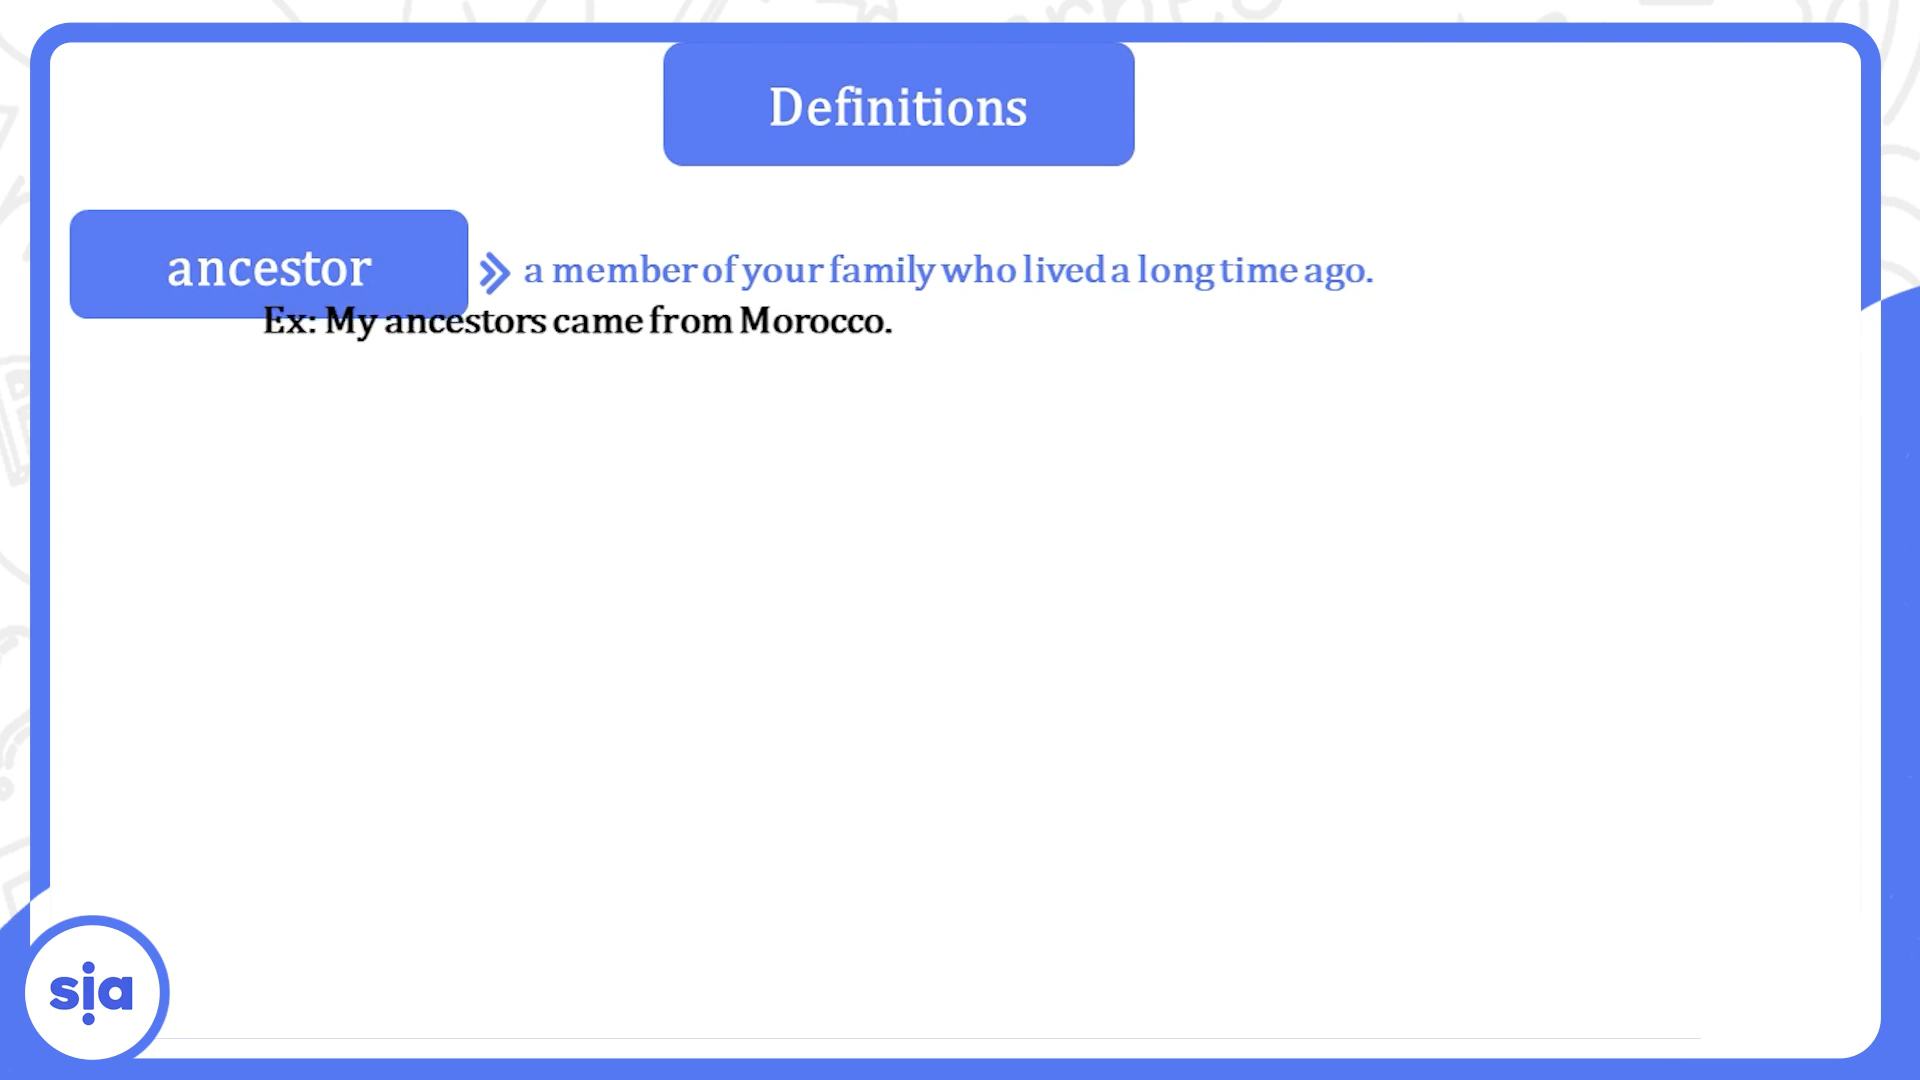 Definitions
ancestor
a member of your family who lived a long time ago.
Ex: My ancestors came from Morocco.
sia